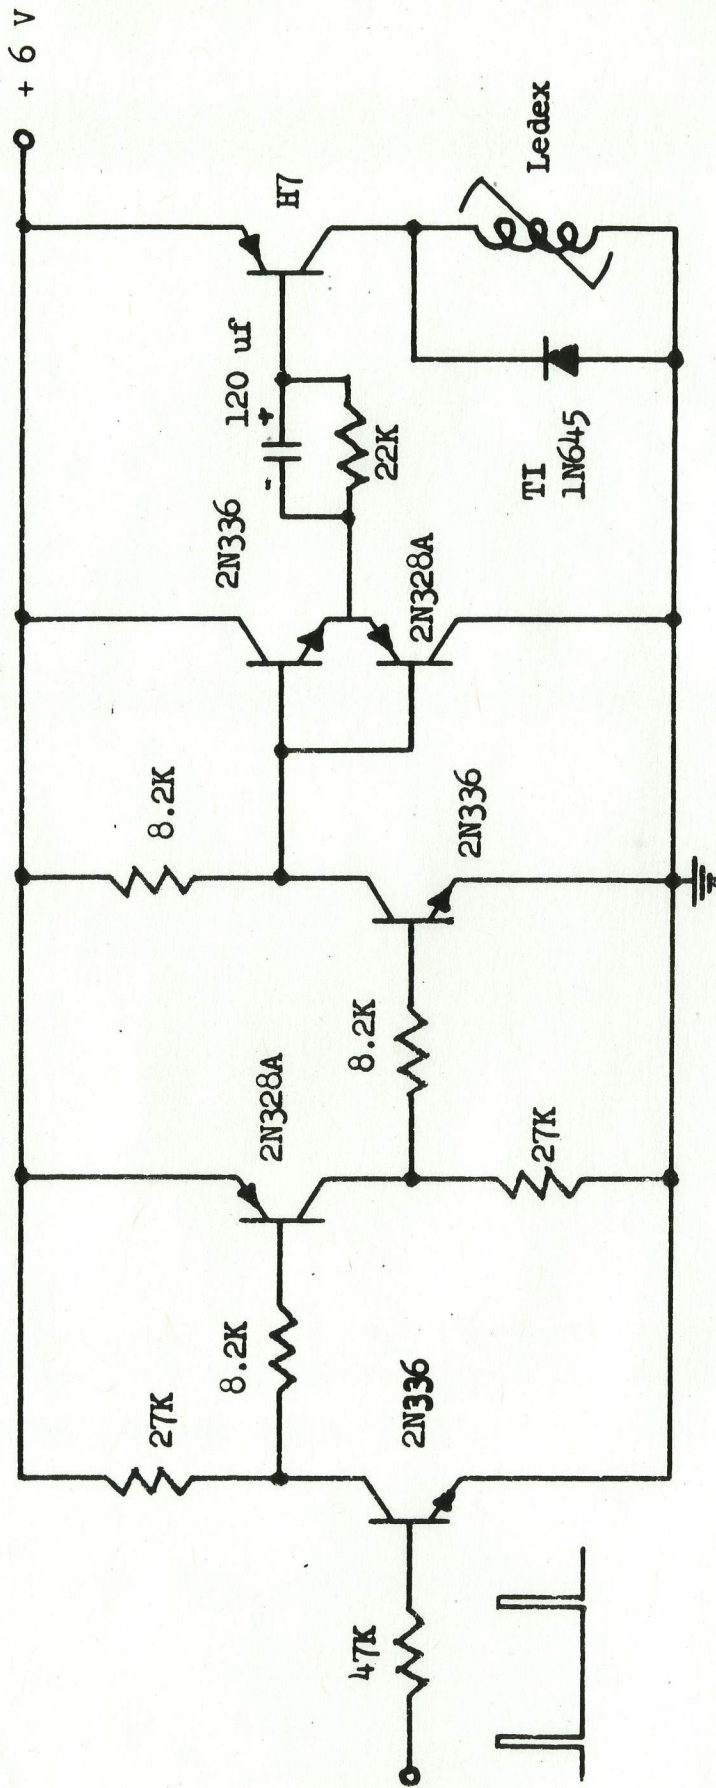 + 6 V
27K
8.2K
2N328A
8.2K
2N336
120 uf
+
-
H7
22K
2N328A
Ledex
TI
1N645
47K
2N336
8.2K
27K
2N336